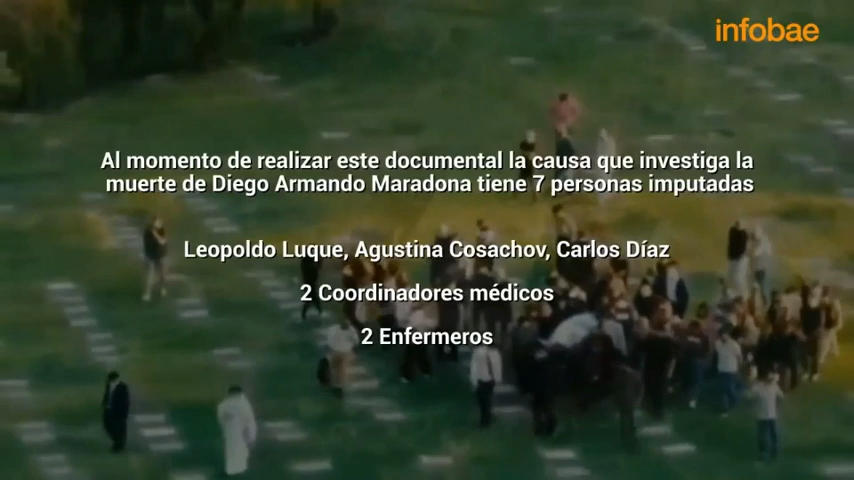 infobae
Al momento de realizar este documental la causa que investiga la
muerte de Diego Armando Maradona tiene 7 personas imputadas
Leopoldo Luque, Agustina Cosachov, Carlos Díaz
2 Coordinadores médicos
2 Enfermeros